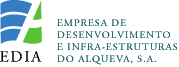 EDIA
EMPRESA DE
DESENVOLVIMENTO
E INFRA-ESTRUTURAS
DO ALQUEVA, S.A.